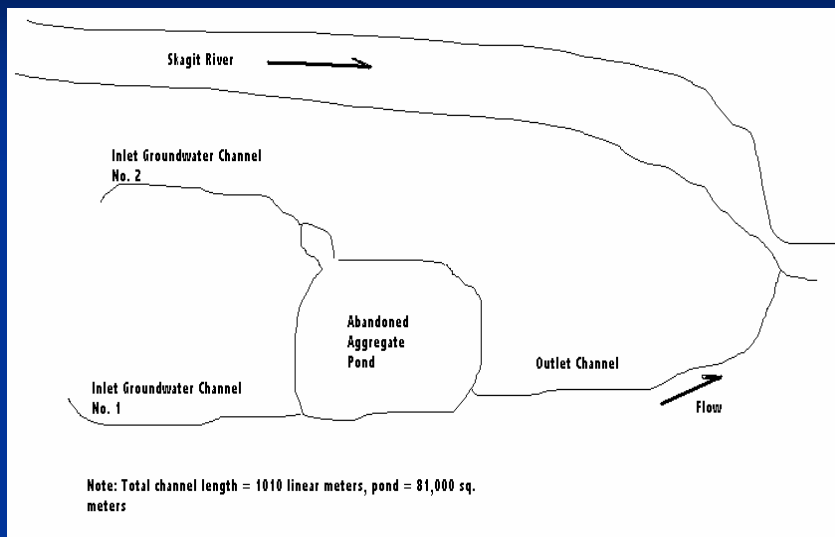 Skagit River
Inlet Groundwater Channel
No. 2
Abandoned
Aggregate
Pond
Outlet Channel
Inlet Groundwater Channel
No. 1
Flow
Note: Total channel length = 1010 linear meters, pond = 81,000 sq.
meters